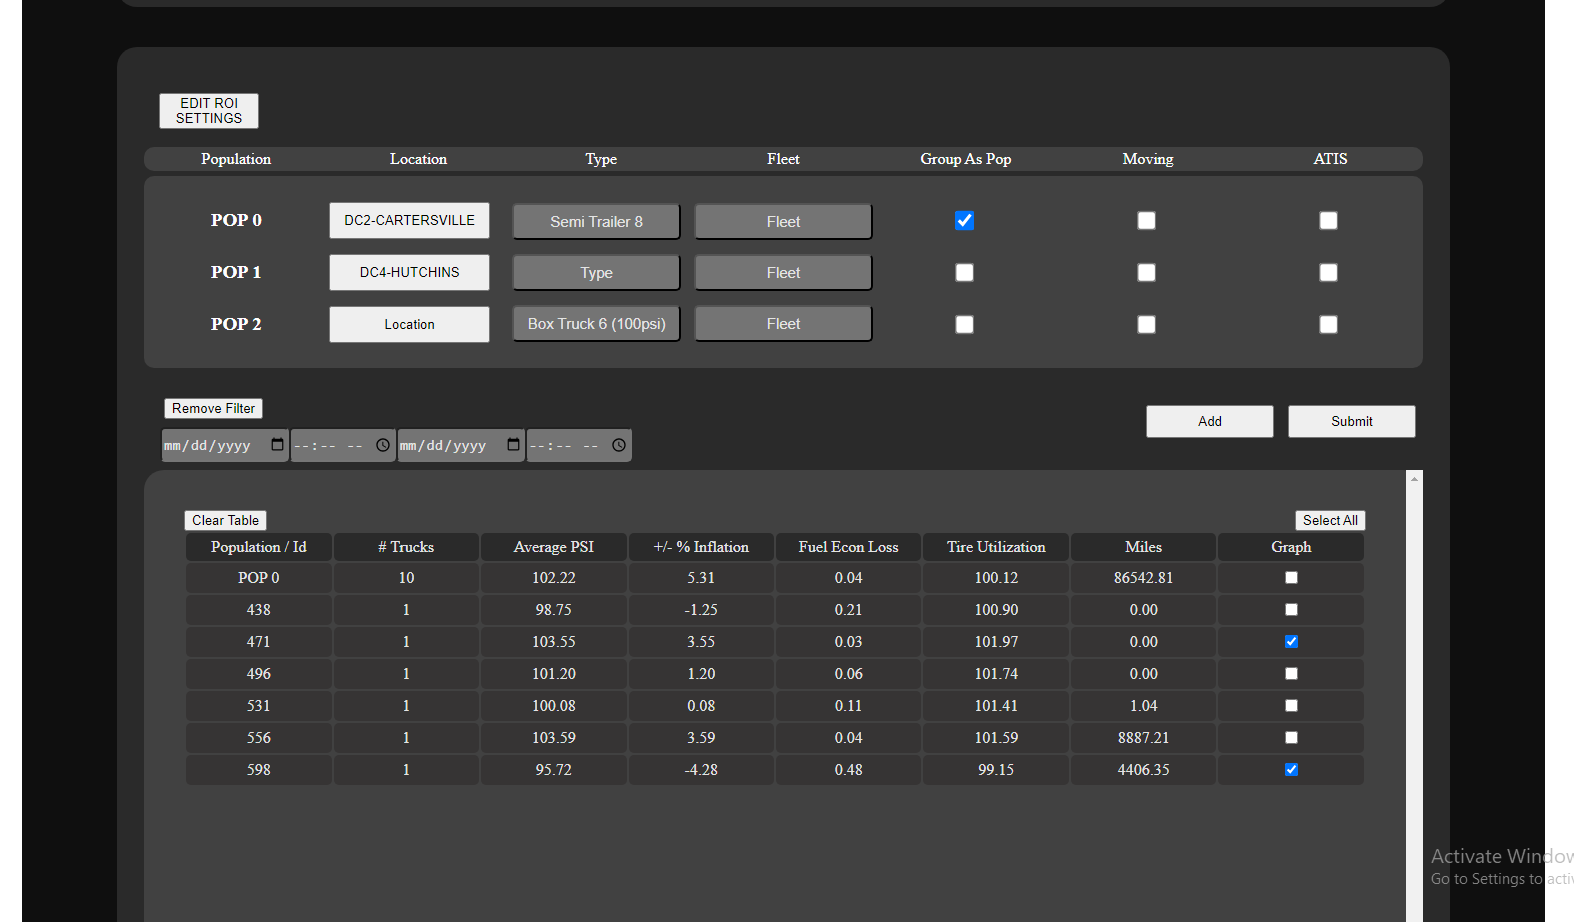 EDIT ROI
SETTINGS
Population Location Type Fleet Group As Pop Moving ATIS
POP 0 DC2-CARTERSVILLE Semi Trailer 8 Fleet
POP 1 DC4-HUTCHINS Type Fleet
POP 2 Location Box Truck 6 (100psi) Fleet
Remove Filter
Add Submit
mm/dd/yyyy --:-- -- mm/dd/yyyy --:-- --
Clear Table Select All
Population / Id # Trucks Average PSI +/- % Inflation Fuel Econ Loss Tire Utilization Miles Graph
POP 0 10 102.22 5.31 0.04 100.12 86542.81
438 1 98.75 -1.25 0.21 100.90 0.00
471 1 103.55 3.55 0.03 101.97 0.00
496 1 101.20 1.20 0.06 101.74 0.00
531 1 100.08 0.08 0.11 101.41 1.04
556 1 103.59 3.59 0.04 101.59 8887.21
598 1 95.72 -4.28 0.48 99.15 4406.35
Activate Window
Go to Settings to activ